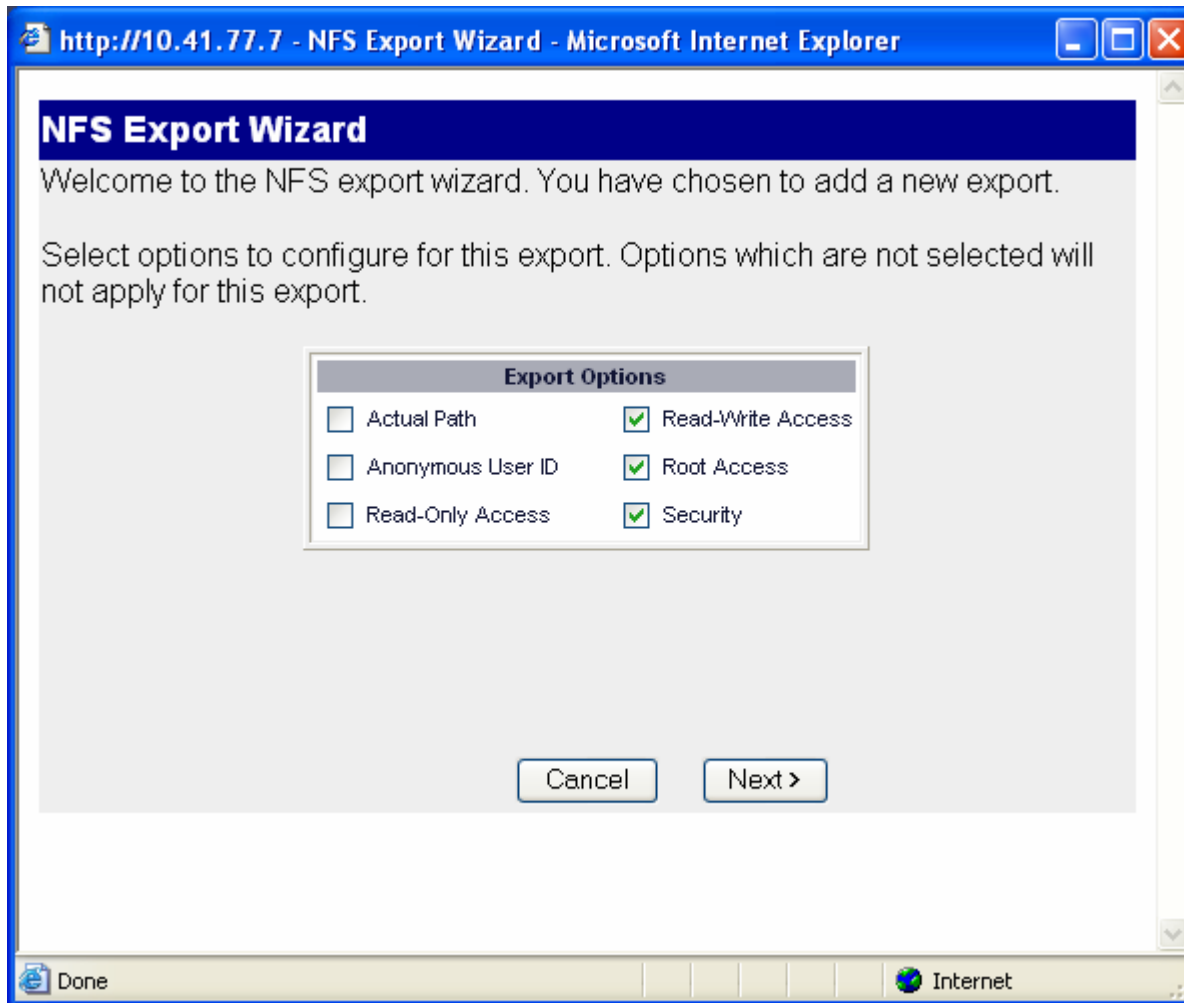 http://10.41.77.7 - NFS Export Wizard - Microsoft Internet Explorer
NFS Export Wizard
Welcome to the NFS export wizard. You have chosen to add a new export.
Select options to configure for this export. Options which are not selected will
not apply for this export.
Export Options
Actual Path
Read-Write Access
Anonymous User ID
Root Access
Read-Only Access
Security
Cancel
Next >
Done
Internet